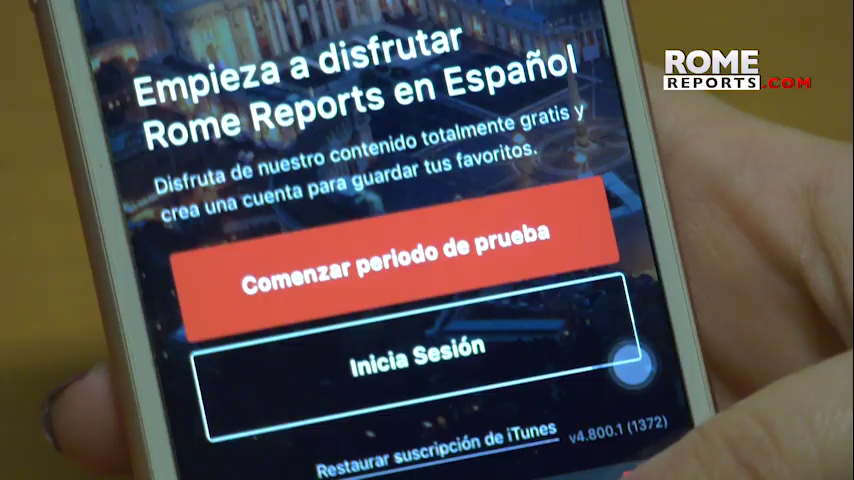 Empieza a disfrutar
Rome Reports en Español
Disfruta de nuestro contenido totalmente gratis y
crea una cuenta para guardar tus favoritos.
Comenzar periodo de prueba
Inicia Sesión
Restaurar suscripción de iTunes
v4.800.1 (1372)
ROME
REPORTS.COM